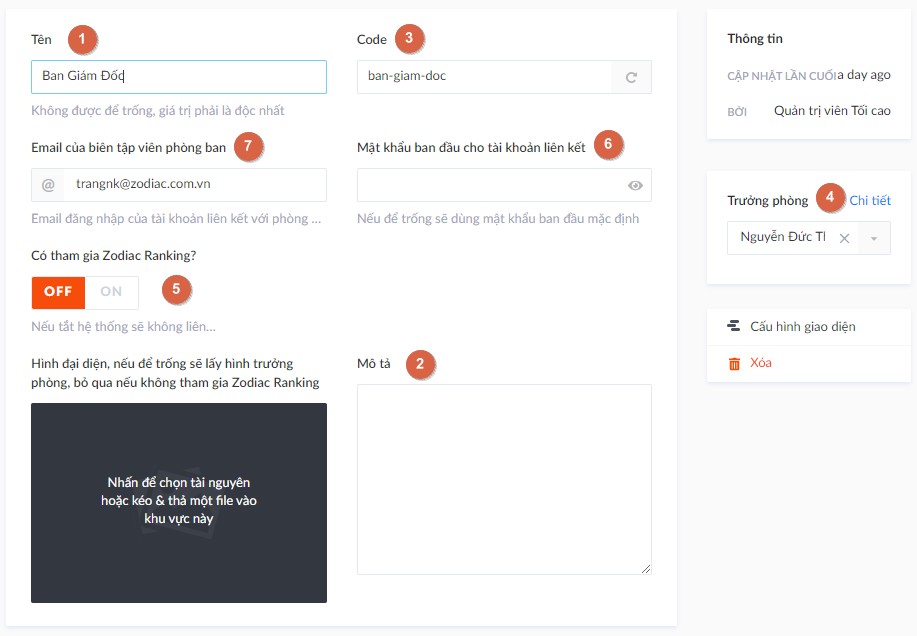 Tên 1
Code 3
Ban Giám Đốc
ban-giam-doc
Không được để trống, giá trị phải là độc nhất
Email của biên tập viên phòng ban 7
Mật khẩu ban đầu cho tài khoản liên kết 6
@ trangnk@zodiac.com.vn
Email đăng nhập của tài khoản liên kết với phòng ...
Nếu để trống sẽ dùng mật khẩu ban đầu mặc định
Có tham gia Zodiac Ranking?
OFF ON 5
Nếu tắt hệ thống sẽ không liên...
Hình đại diện, nếu để trống sẽ lấy hình trưởng
phòng, bỏ qua nếu không tham gia Zodiac Ranking
Mô tả 2
Nhấn để chọn tài nguyên
hoặc kéo & thả một file vào
khu vực này
Thông tin
CẬP NHẬT LẦN CUỐI a day ago
BỞI Quản trị viên Tối cao
Trưởng phòng 4 Chi tiết
Nguyễn Đức Tl
Cấu hình giao diện
Xóa